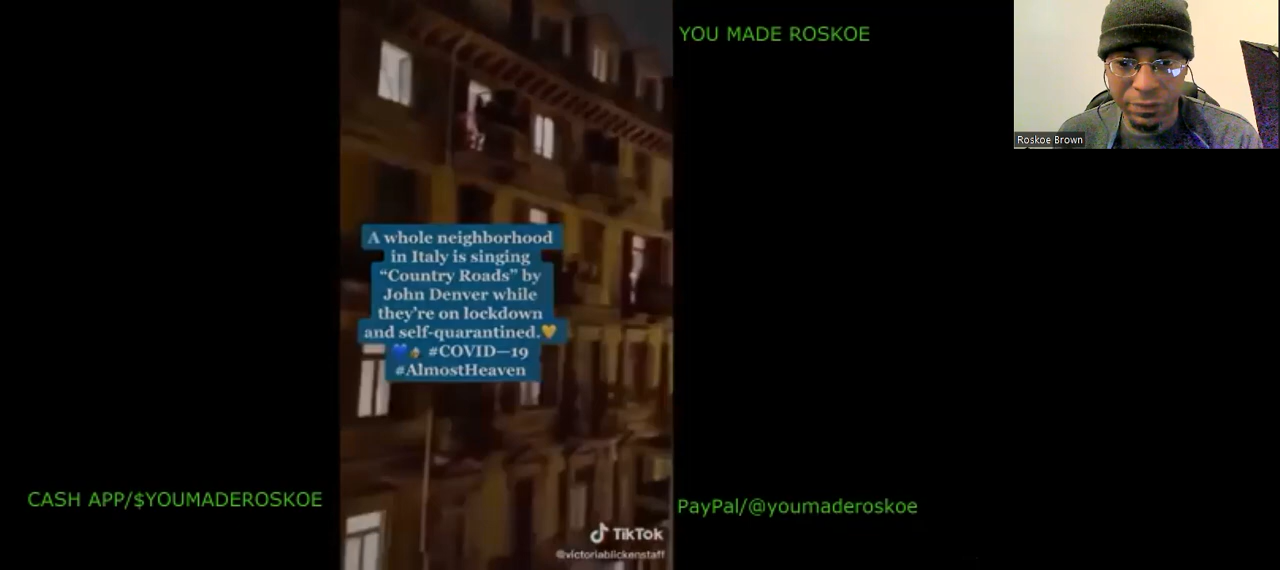 YOU MADE ROSKOE
Roskoe Brown
A whole neighborhood
in Italy is singing
“Country Roads” by
John Denver while
they're on lockdown
and self-quarantined.💛
💙 #COVID—19
#AlmostHeaven
CASH APP/$YOUMADEROSKOE
PayPal/@youmaderoskoe
TikTok
@victoriablickenstaff